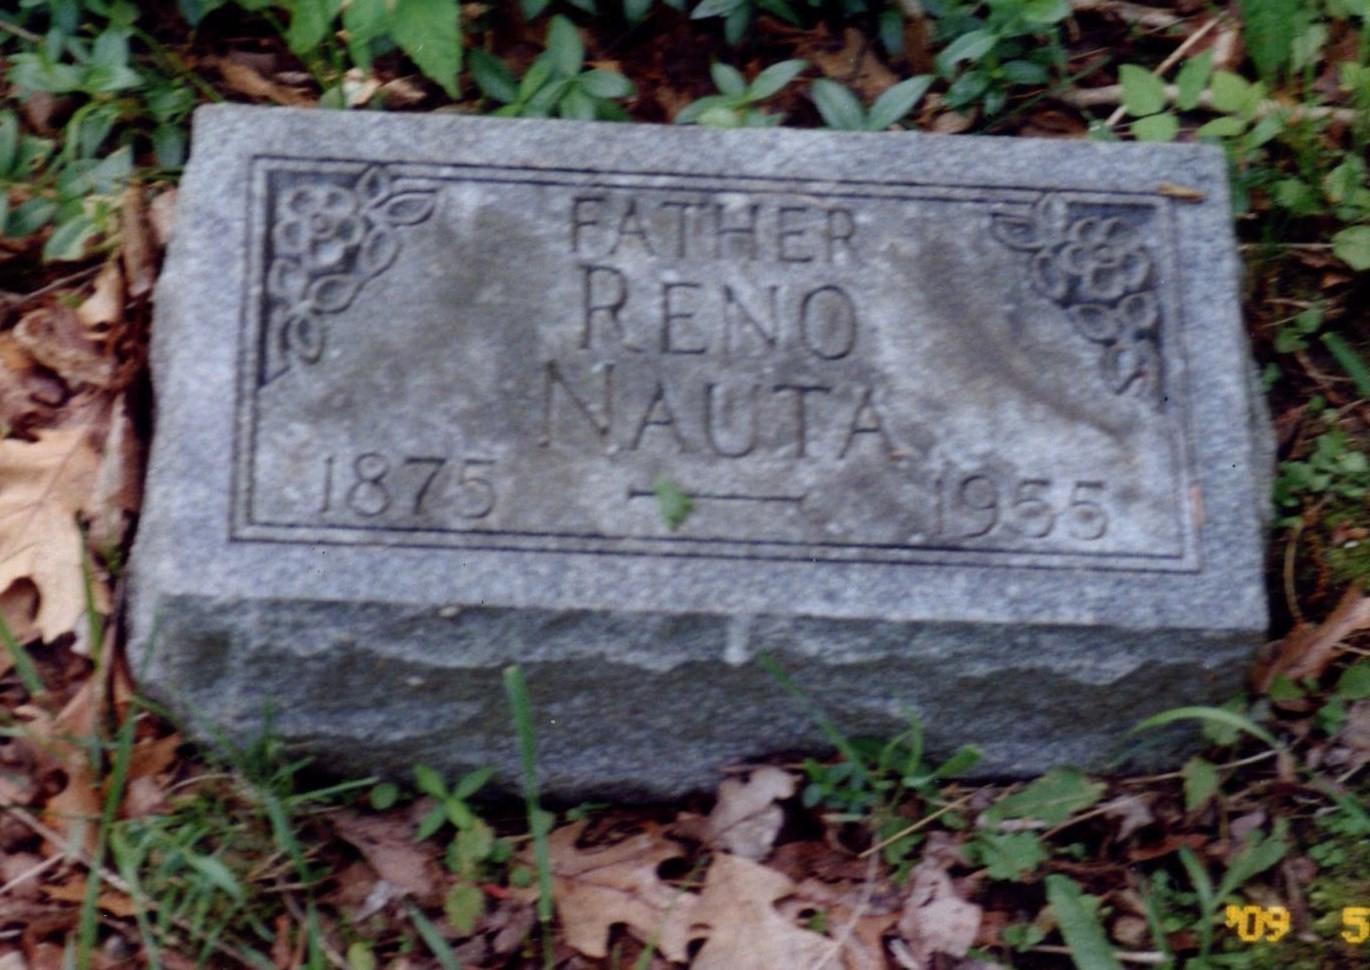 FATHER
RENO
NAUTA
1875 — 1955
'09 5